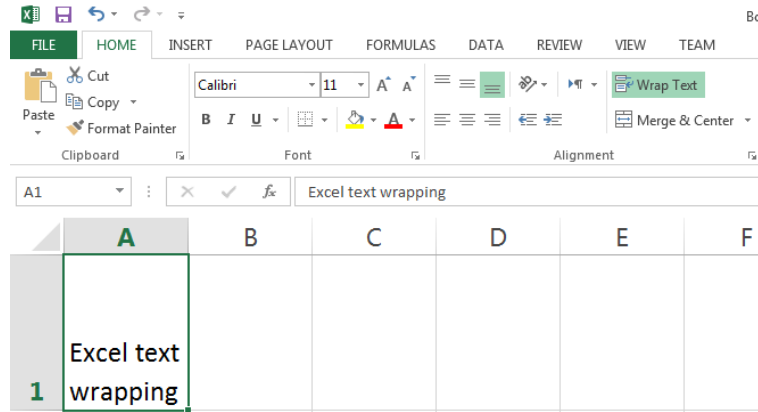 Bo
FILE HOME INSERT PAGE LAYOUT FORMULAS DATA REVIEW VIEW TEAM
Cut
Calibri 11 A A Wrap Text
Paste
Copy
Format Painter
B I U A Merge & Center
Clipboard Font Alignment
A1 fx Excel text wrapping
A B C D E F
1
Excel text
wrapping